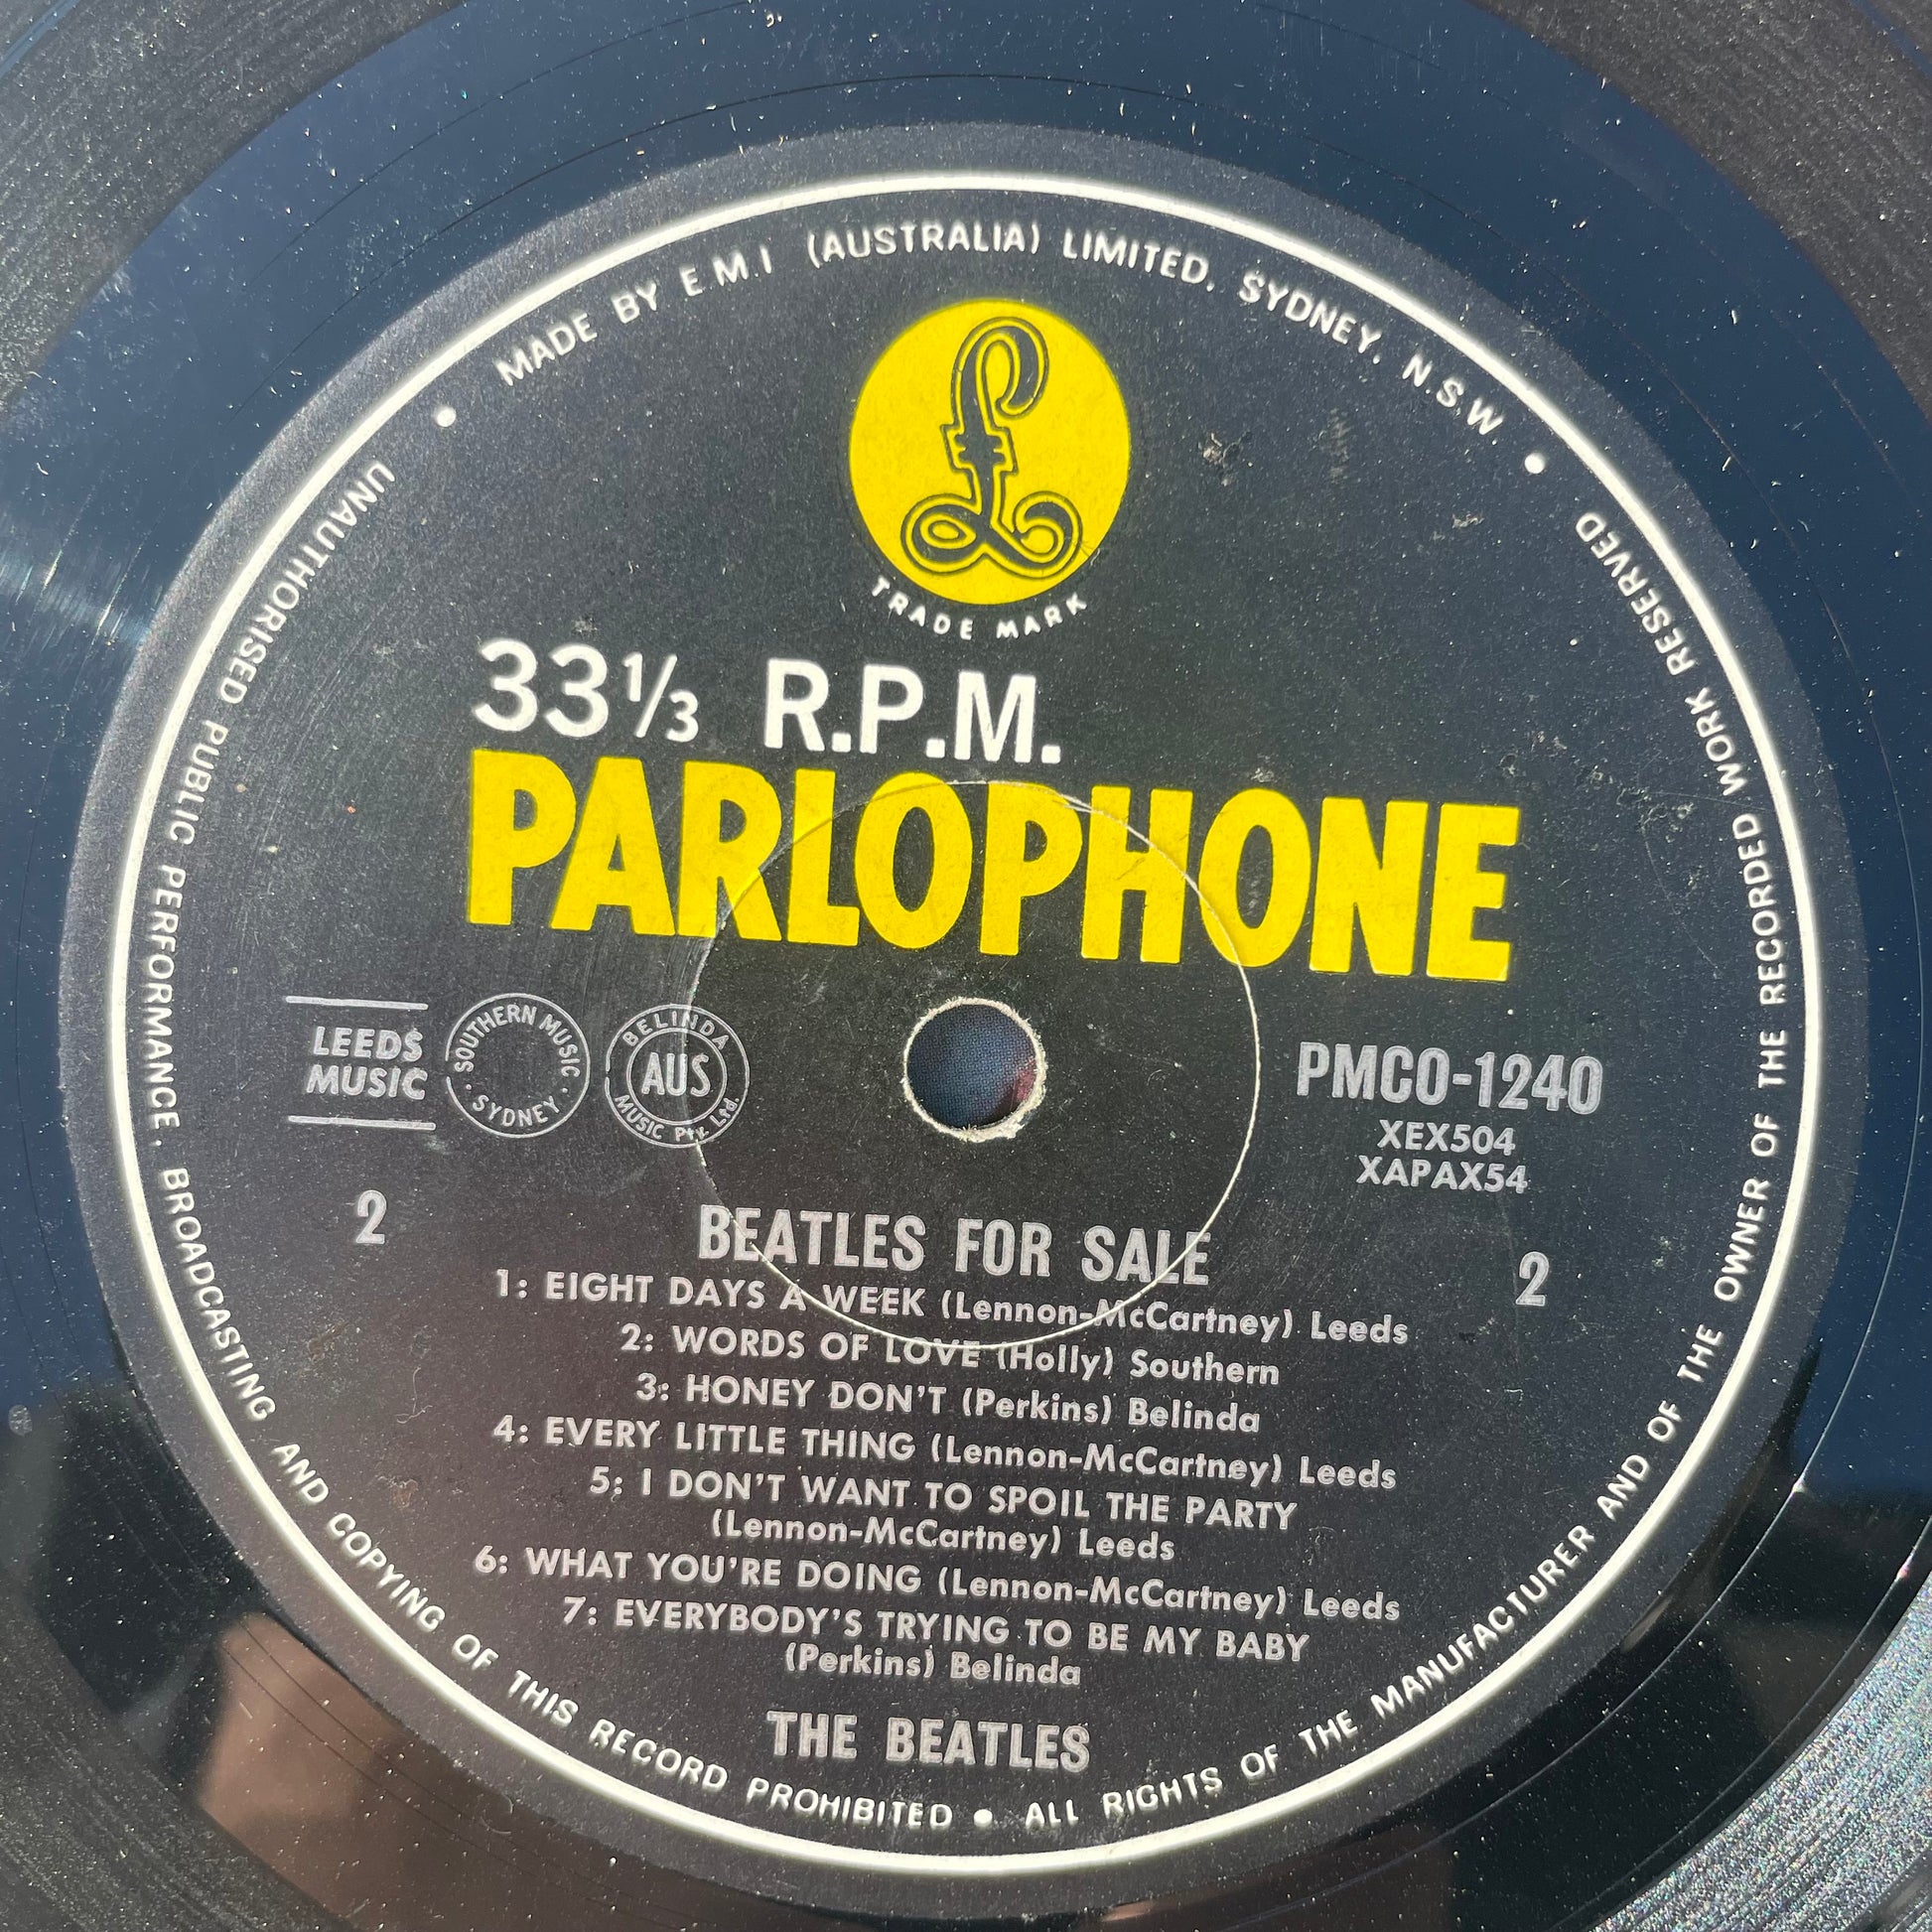 MADE BY E.M.I (AUSTRALIA) LIMITED, SYDNEY, N.S.W.
TRADE MARK
33⅓ R.P.M.
PARLOPHONE
LEEDS
MUSIC
SOUTHERN MUSIC
SYDNEY
BELINDA
AUS
MUSIC Pty. Ltd.
PMCO-1240
XEX504
XAPAX54
2
2
BEATLES FOR SALE
1: EIGHT DAYS A WEEK (Lennon-McCartney) Leeds
2: WORDS OF LOVE (Holly) Southern
3: HONEY DON'T (Perkins) Belinda
4: EVERY LITTLE THING (Lennon-McCartney) Leeds
5: I DON'T WANT TO SPOIL THE PARTY
(Lennon-McCartney) Leeds
6: WHAT YOU'RE DOING (Lennon-McCartney) Leeds
7: EVERYBODY'S TRYING TO BE MY BABY
(Perkins) Belinda
THE BEATLES
UNAUTHORISED PUBLIC PERFORMANCE, BROADCASTING AND COPYING OF THIS RECORD PROHIBITED • ALL RIGHTS OF THE MANUFACTURER AND OF THE OWNER OF THE RECORDED WORK RESERVED